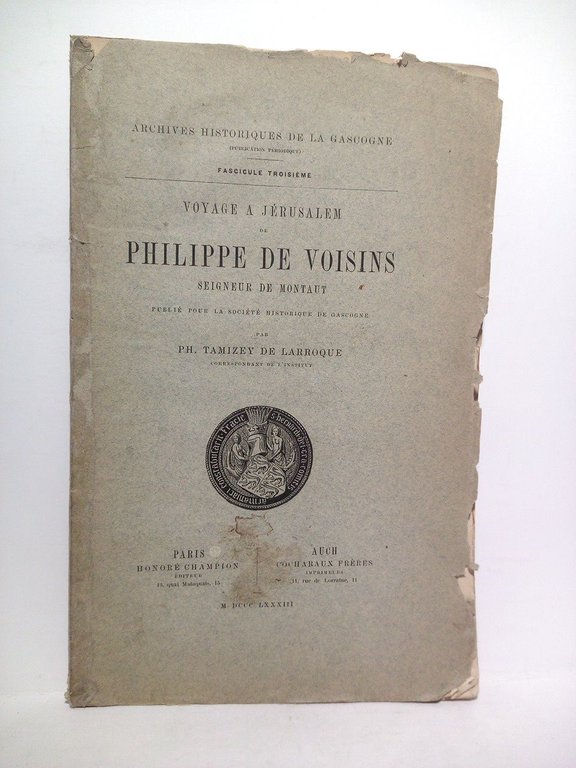 ARCHIVES HISTORIQUES DE LA GASCOGNE
(PUBLICATION PÉRIODIQUE)
FASCICULE TROISIÈME
VOYAGE A JÉRUSALEM
DE
PHILIPPE DE VOISINS
SEIGNEUR DE MONTAUT
PUBLIÉ POUR LA SOCIÉTÉ HISTORIQUE DE GASCOGNE
PAR
PH. TAMIZEY DE LARROQUE
CORRESPONDANT DE L'INSTITUT
PARIS
HONORÉ CHAMPION
ÉDITEUR
15, quai Malaquais, 15
AUCH
COCHARAUX FRÈRES
IMPRIMEURS
11, rue de Lorraine, 11
M DCCC LXXXIII